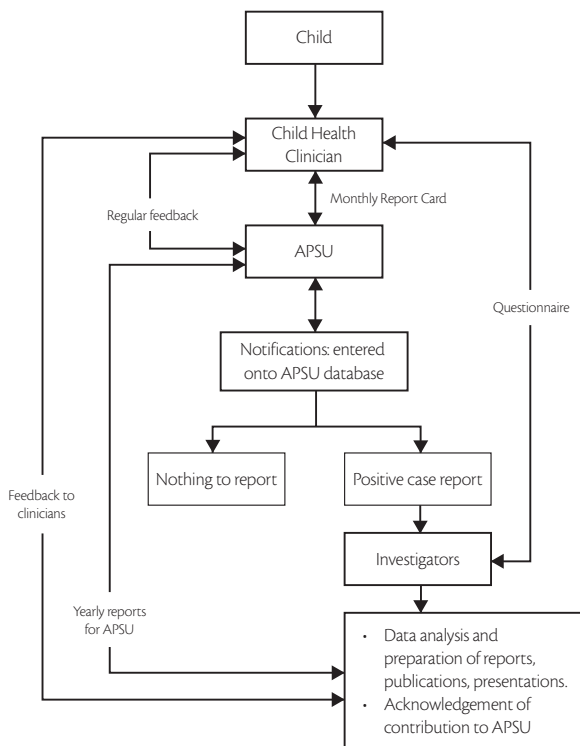 Child
Child Health
Clinician
Monthly Report Card
Regular feedback
APSU
Questionnaire
Notifications: entered
onto APSU database
Nothing to report
Positive case report
Feedback to
clinicians
Investigators
Yearly reports
for APSU
• Data analysis and
preparation of reports,
publications, presentations.
• Acknowledgement of
contribution to APSU